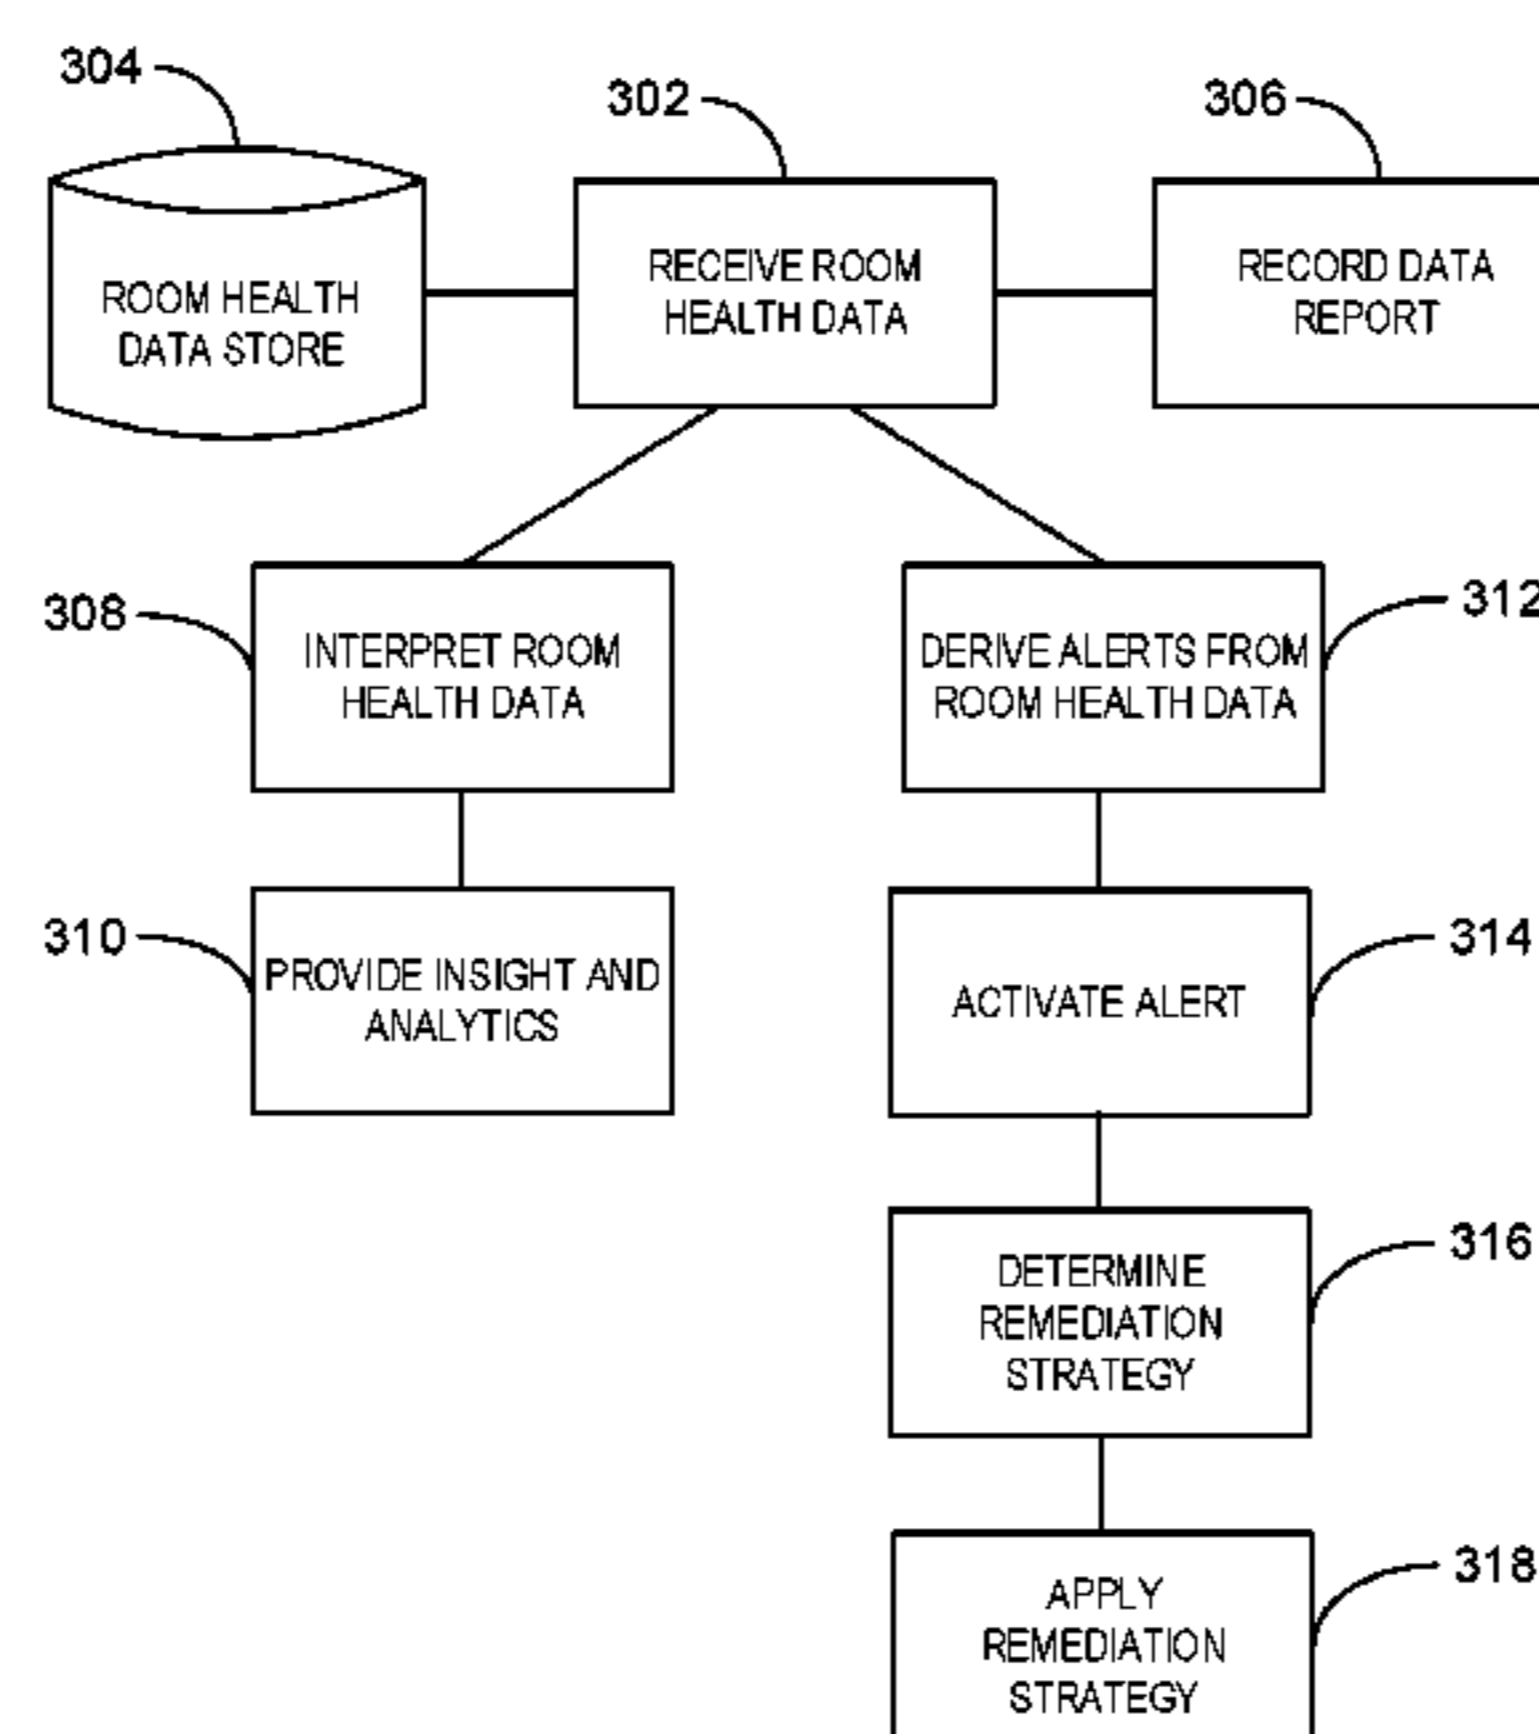 304
302
306
ROOM HEALTH
DATA STORE
RECEIVE ROOM
HEALTH DATA
RECORD DATA
REPORT
308
INTERPRET ROOM
HEALTH DATA
DERIVE ALERTS FROM
ROOM HEALTH DATA
312
310
PROVIDE INSIGHT AND
ANALYTICS
ACTIVATE ALERT
314
DETERMINE
REMEDIATION
STRATEGY
316
APPLY
REMEDIATION
STRATEGY
318